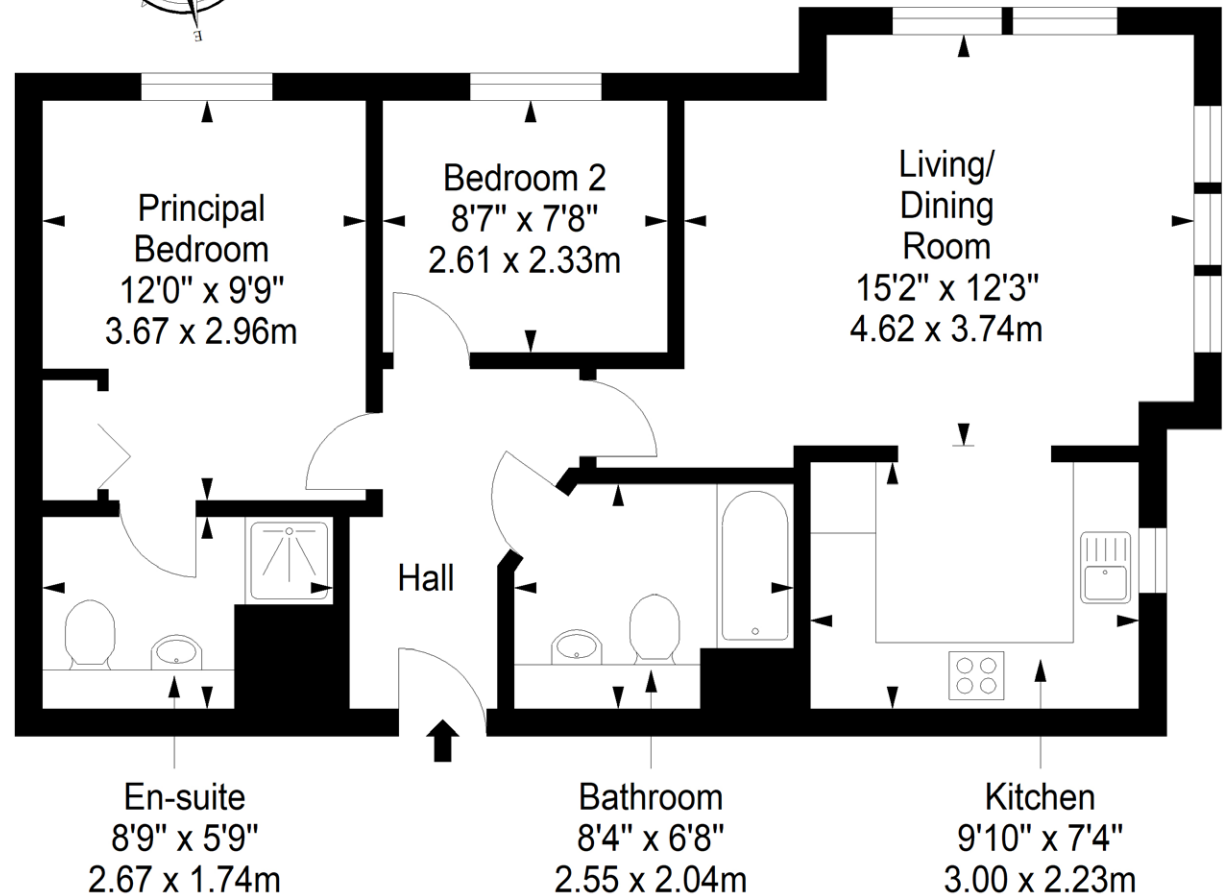 E
Principal
Bedroom
12'0" x 9'9"
3.67 x 2.96m
Bedroom 2
8'7" x 7'8"
2.61 x 2.33m
Living/
Dining
Room
15'2" x 12'3"
4.62 x 3.74m
Hall
En-suite
8'9" x 5'9"
2.67 x 1.74m
Bathroom
8'4" x 6'8"
2.55 x 2.04m
Kitchen
9'10" x 7'4"
3.00 x 2.23m